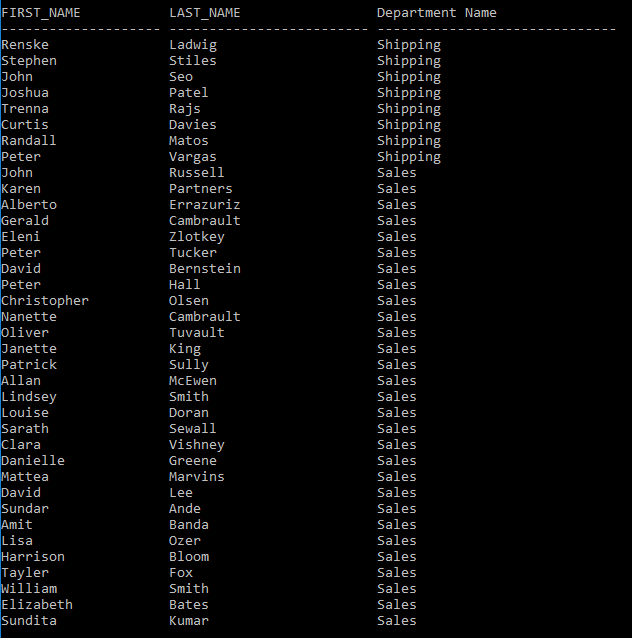 FIRST_NAME           LAST_NAME                 Department Name
-------------------- ------------------------- ------------------------------
Renske               Ladwig                    Shipping
Stephen              Stiles                    Shipping
John                 Seo                       Shipping
Joshua               Patel                     Shipping
Trenna               Rajs                      Shipping
Curtis               Davies                    Shipping
Randall              Matos                     Shipping
Peter                Vargas                    Shipping
John                 Russell                   Sales
Karen                Partners                  Sales
Alberto              Errazuriz                 Sales
Gerald               Cambrault                 Sales
Eleni                Zlotkey                   Sales
Peter                Tucker                    Sales
David                Bernstein                 Sales
Peter                Hall                      Sales
Christopher          Olsen                     Sales
Nanette              Cambrault                 Sales
Oliver               Tuvault                   Sales
Janette              King                      Sales
Patrick              Sully                     Sales
Allan                McEwen                    Sales
Lindsey              Smith                     Sales
Louise               Doran                     Sales
Sarath               Sewall                    Sales
Clara                Vishney                   Sales
Danielle             Greene                    Sales
Mattea               Marvins                   Sales
David                Lee                       Sales
Sundar               Ande                      Sales
Amit                 Banda                     Sales
Lisa                 Ozer                      Sales
Harrison             Bloom                     Sales
Tayler               Fox                       Sales
William              Smith                     Sales
Elizabeth            Bates                     Sales
Sundita              Kumar                     Sales